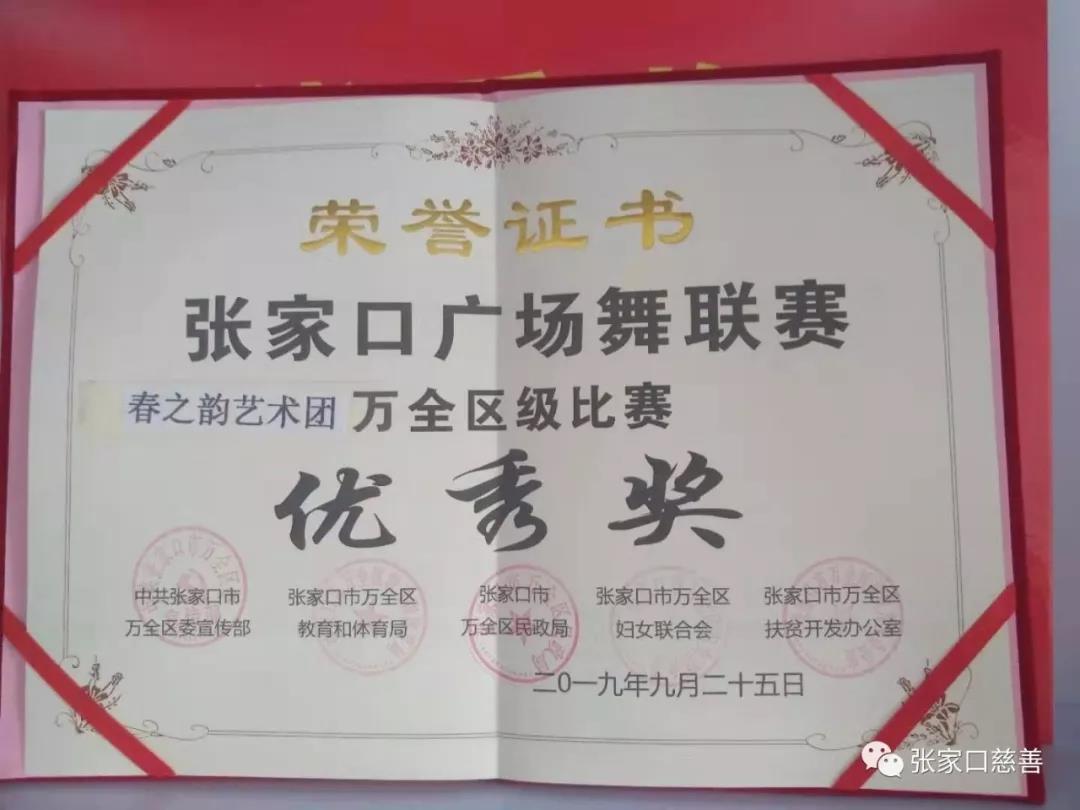 荣誉证书
张家口广场舞联赛
春之韵艺术团 万全区级比赛
优秀奖
中共张家口市
万全区委宣传部
张家口市万全区
教育和体育局
张家口市
万全区民政局
张家口市万全区
妇女联合会
张家口市万全区
扶贫开发办公室
二0一九年九月二十五日
张家口慈善